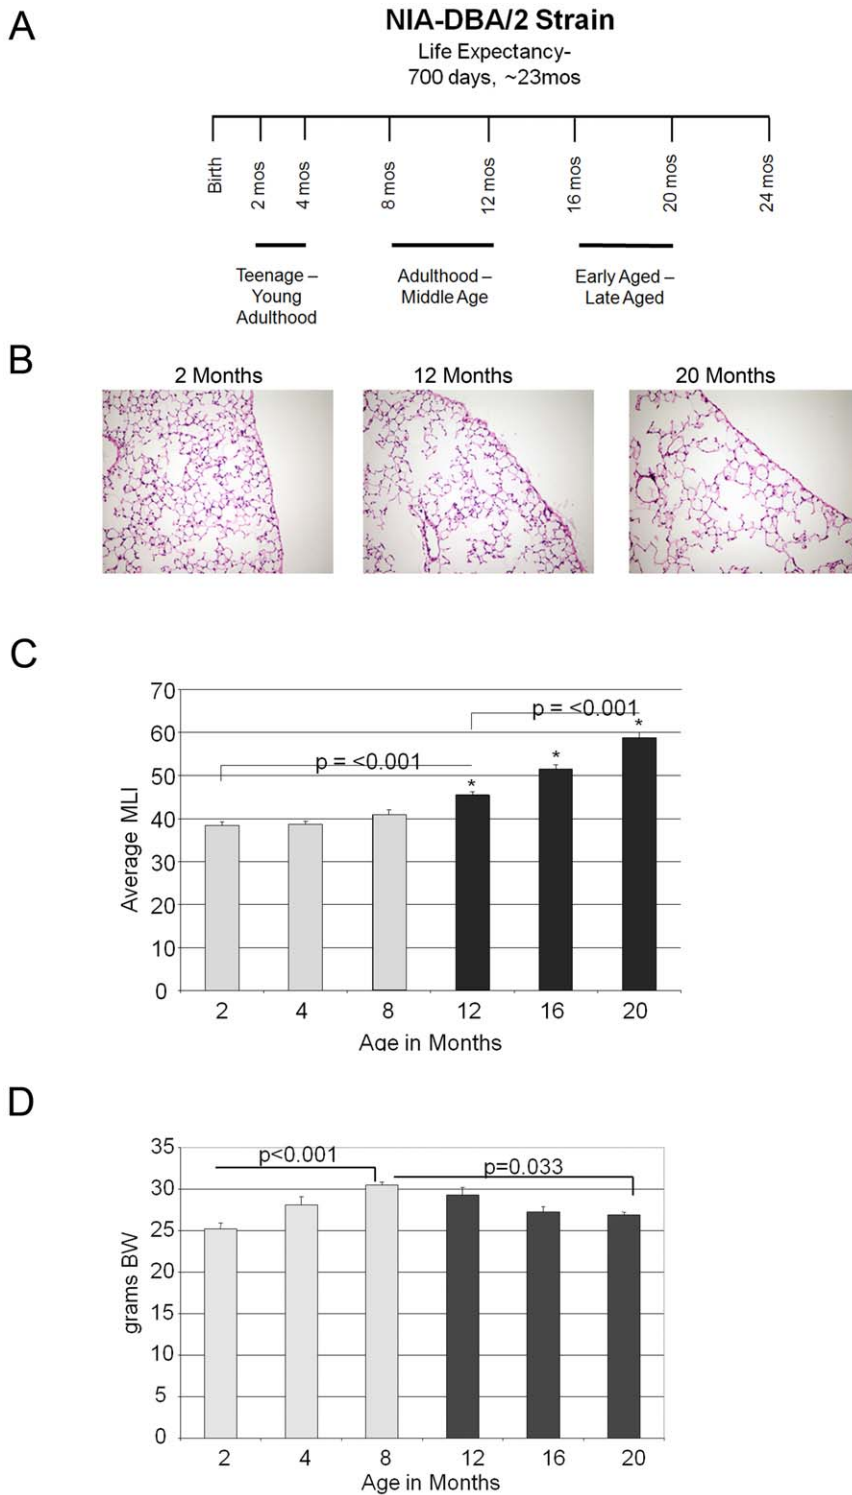 A
NIA-DBA/2 Strain
Life Expectancy-
700 days, ~23mos
Birth
2 mos
4 mos
8 mos
12 mos
16 mos
20 mos
24 mos
Teenage –
Young
Adulthood
Adulthood –
Middle Age
Early Aged –
Late Aged
B
2 Months
12 Months
20 Months
C
Average MLI
70
60
50
40
30
20
10
0
p = <0.001
p = <0.001
*
*
*
2 4 8 12 16 20
Age in Months
D
grams BW
35
30
25
20
15
10
5
0
p<0.001
p=0.033
2 4 8 12 16 20
Age in Months